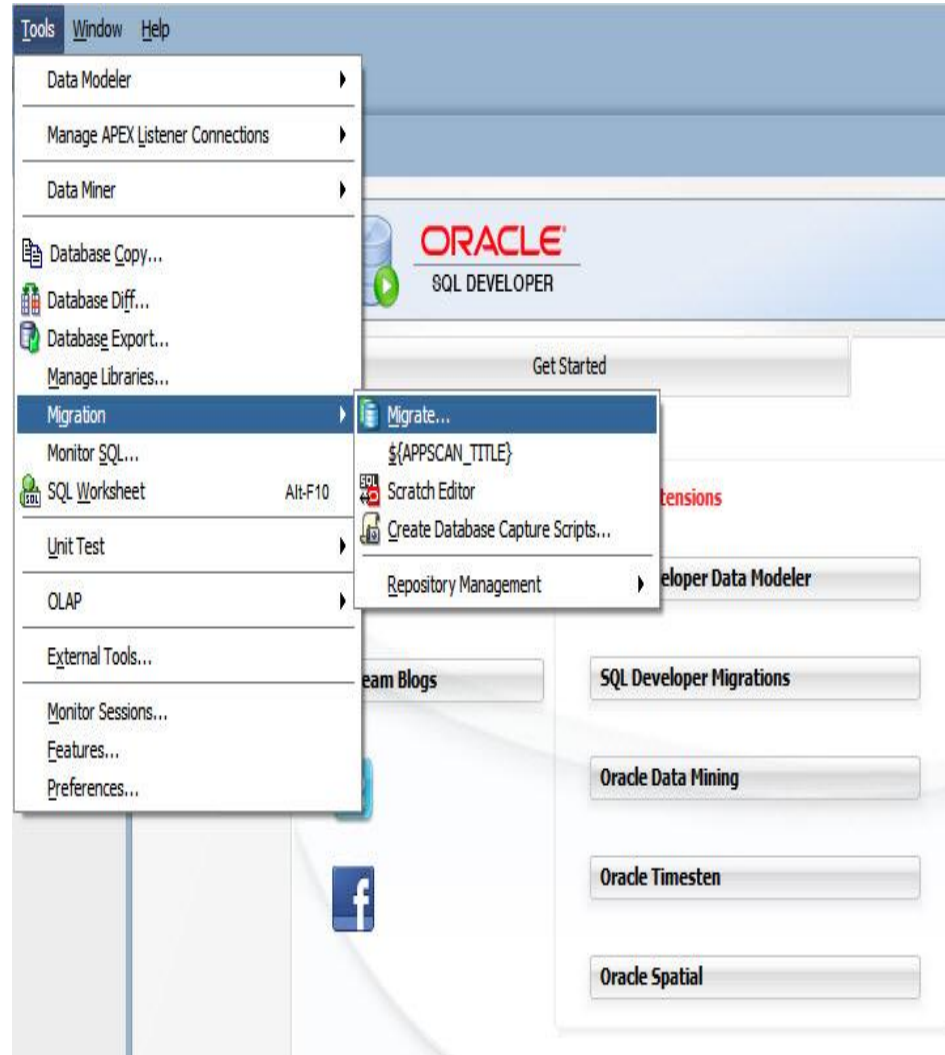 Tools Window Help
Data Modeler
Manage APEX Listener Connections
Data Miner
Database Copy...
Database Diff...
Database Export...
Manage Libraries...
Migration
Monitor SQL...
SQL Worksheet Alt-F10
Unit Test
OLAP
External Tools...
Monitor Sessions...
Features...
Preferences...
Migrate...
${APPSCAN_TITLE}
SQL
Scratch Editor
Create Database Capture Scripts...
Repository Management
ORACLE
SQL DEVELOPER
Get Started
tensions
eloper Data Modeler
eam Blogs
SQL Developer Migrations
Oracle Data Mining
Oracle Timesten
Oracle Spatial
f